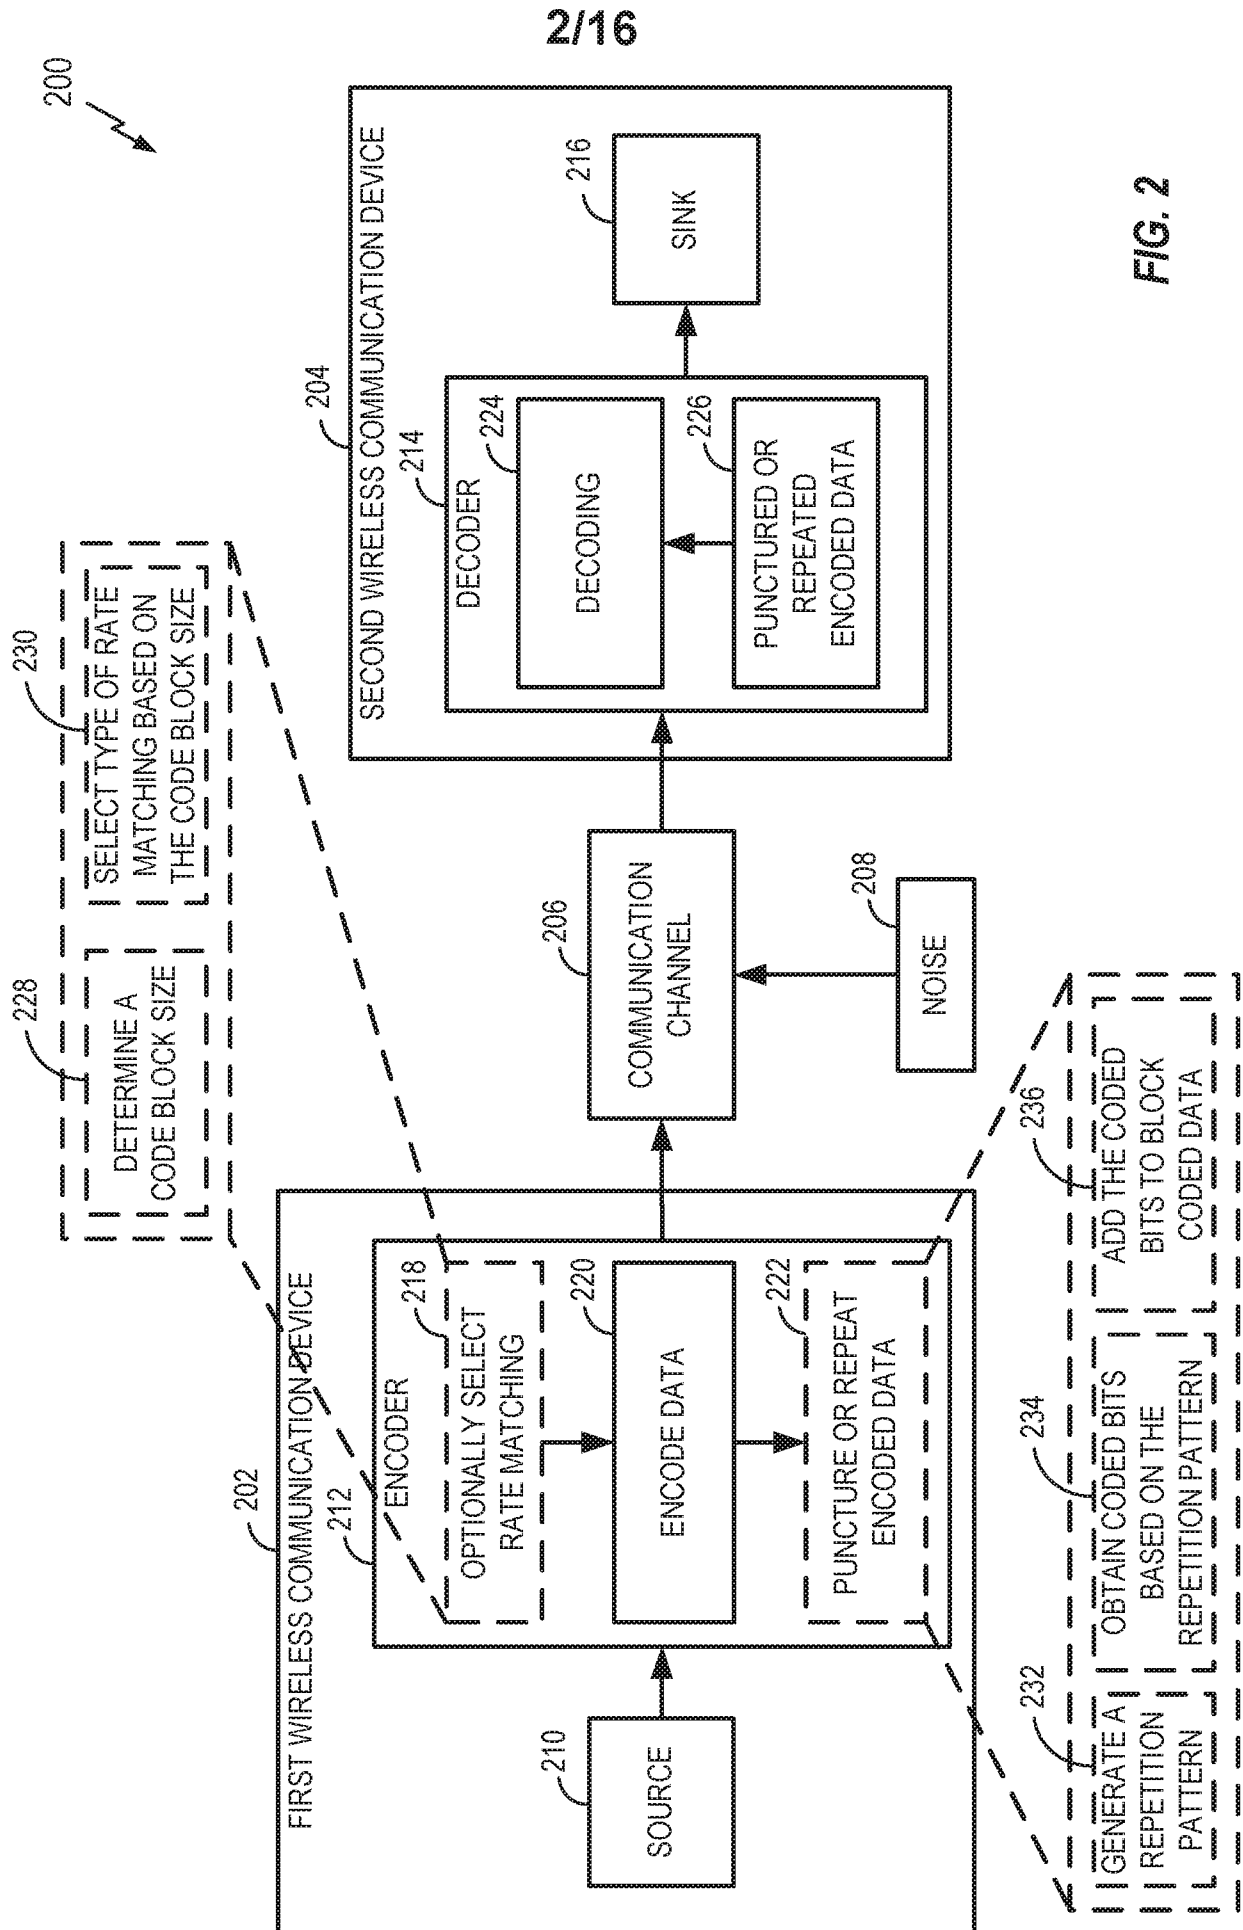 2/16
200
228
DETERMINE A
CODE BLOCK SIZE
230
SELECT TYPE OF RATE
MATCHING BASED ON
THE CODE BLOCK SIZE
202
FIRST WIRELESS COMMUNICATION DEVICE
210
SOURCE
212
ENCODER
218
OPTIONALLY SELECT
RATE MATCHING
220
ENCODE DATA
222
PUNCTURE OR REPEAT
ENCODED DATA
206
COMMUNICATION
CHANNEL
208
NOISE
204
SECOND WIRELESS COMMUNICATION DEVICE
214
DECODER
224
DECODING
226
PUNCTURED OR
REPEATED
ENCODED DATA
216
SINK
232
GENERATE A
REPETITION
PATTERN
234
OBTAIN CODED BITS
BASED ON THE
REPETITION PATTERN
236
ADD THE CODED
BITS TO BLOCK
CODED DATA
FIG. 2